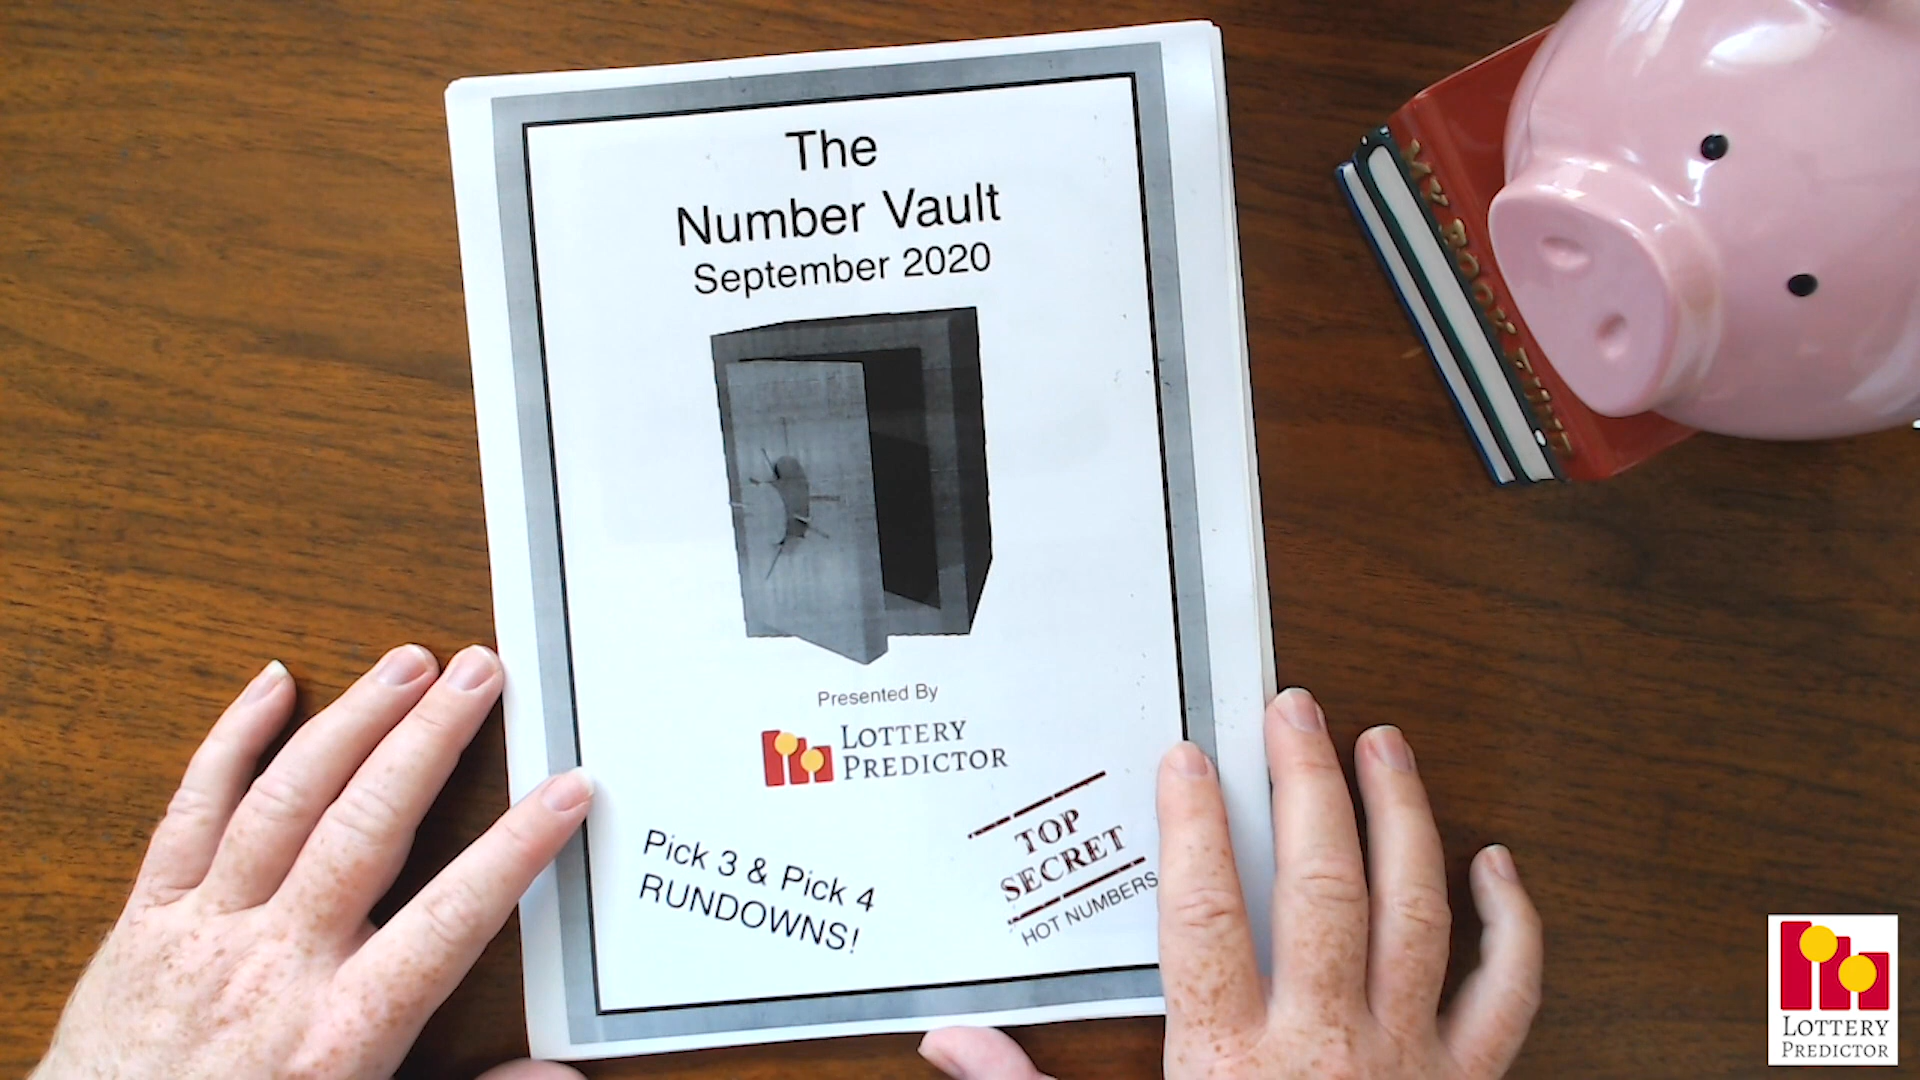 The
Number Vault
September 2020
Presented By
LOTTERY
PREDICTOR
Pick 3 & Pick 4
RUNDOWNS!
TOP
SECRET
HOT NUMBERS
LOTTERY
PREDICTOR